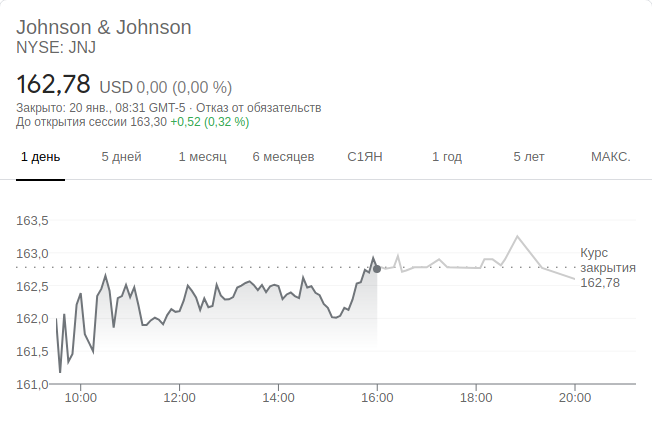 Johnson & Johnson
NYSE: JNJ
162,78 USD 0,00 (0,00 %)
Закрыто: 20 янв., 08:31 GMT-5 · Отказ от обязательств
До открытия сессии 163,30 +0,52 (0,32 %)
1 день 5 дней 1 месяц 6 месяцев С1ЯН 1 год 5 лет МАКС.
163,5
163,0
162,5
162,0
161,5
161,0
Курс
закрытия
162,78
10:00 12:00 14:00 16:00 18:00 20:00